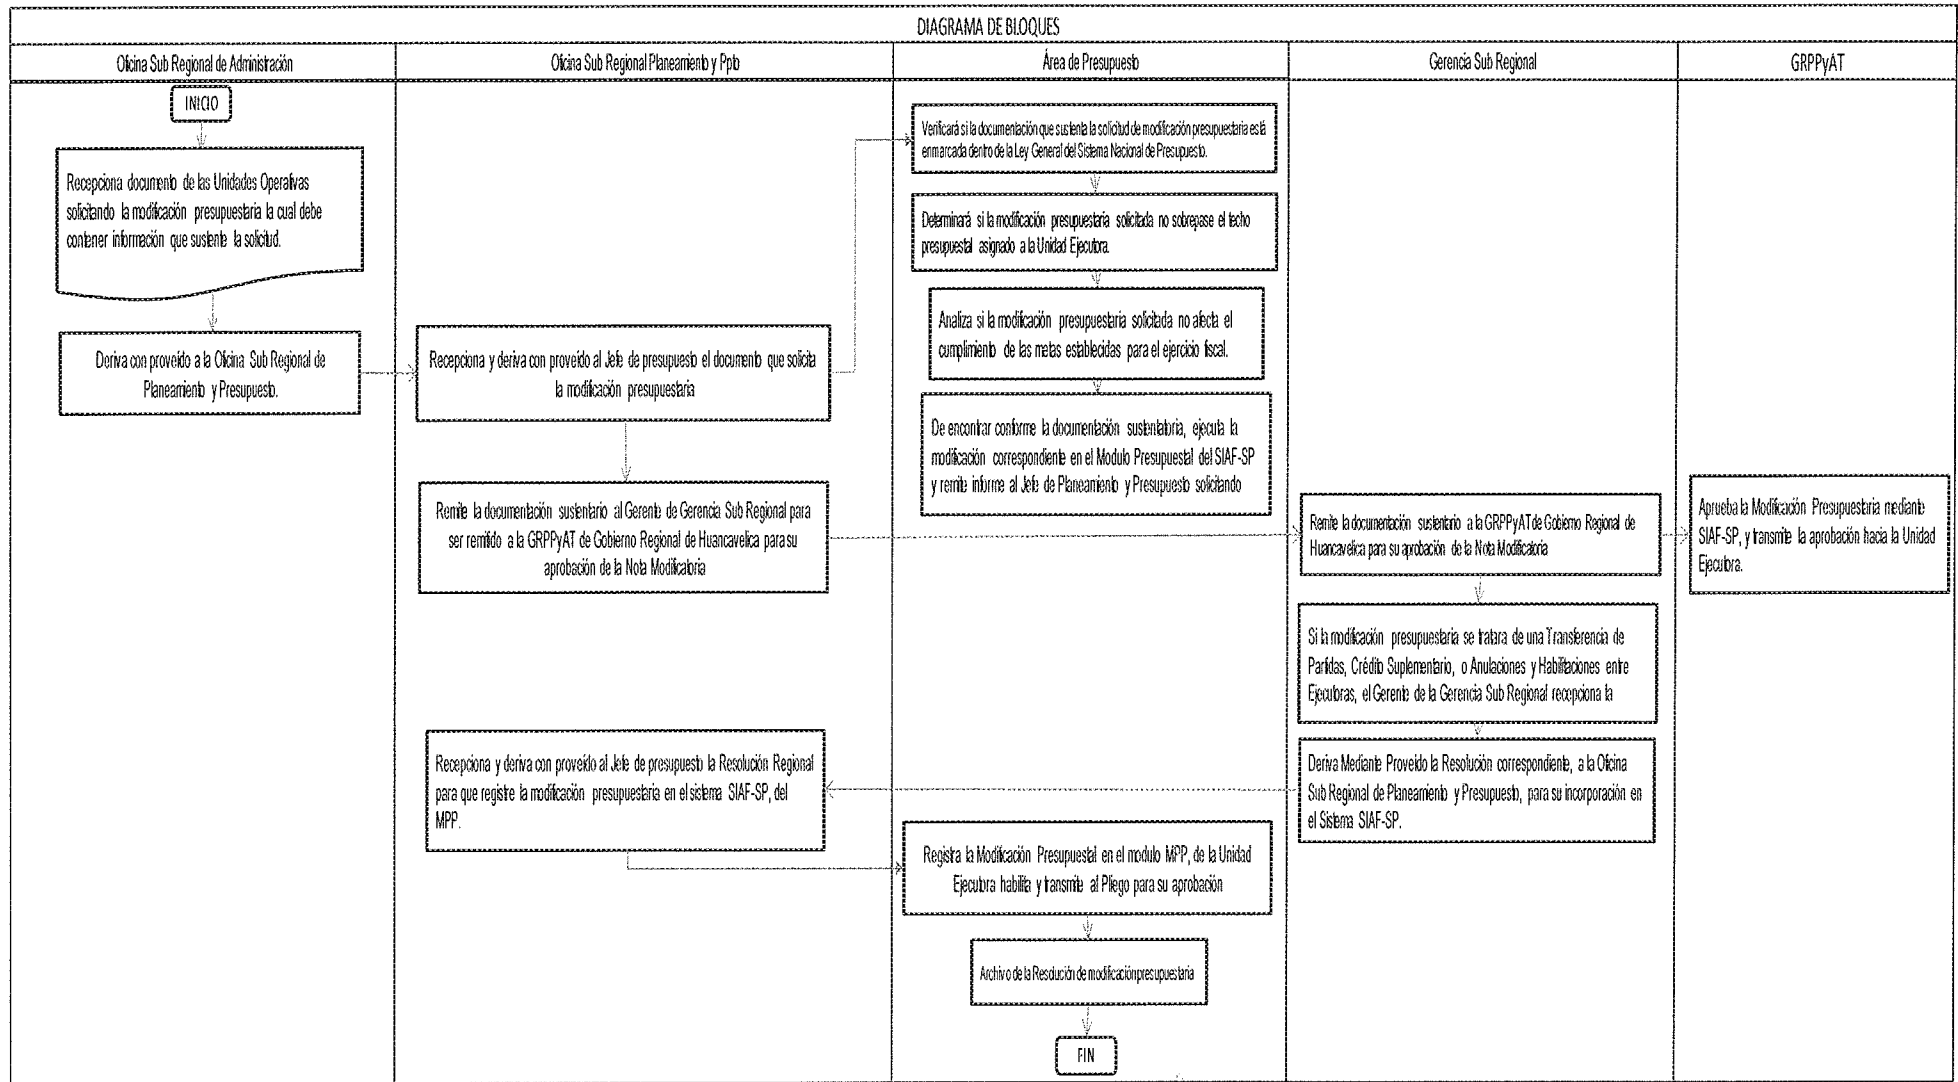 DIAGRAMA DE BLOQUES
Oficina Sub Regional de Administración
Oficina Sub Regional Planeamiento y Ppto
Área de Presupuesto
Gerencia Sub Regional
GRPPyAT
INICIO
Recepciona documento de las Unidades Operativas
solicitando la modificación presupuestaria la cual debe
contener información que sustente la solicitud.
Deriva con proveido a la Oficina Sub Regional de
Planeamiento y Presupuesto.
Recepciona y deriva con proveído al Jefe de presupuesto el documento que solicita
la modificación presupuestaria
Verificará si la documentación que sustenta la solicitud de modificación presupuestaria está
enmarcada dentro de la Ley General del Sistema Nacional de Presupuesto.
Determinará si la modificación presupuestaria solicitada no sobrepase el techo
presupuestal asignado a la Unidad Ejecutora.
Analiza si la modificación presupuestaria solicitada no afecta el
cumplimiento de las metas establecidas para el ejercicio fiscal.
De encontrar conforme la documentación sustentatoria, ejecuta la
modificación correspondiente en el Modulo Presupuestal del SIAF-SP
y remite informe al Jefe de Planeamiento y Presupuesto solicitando
Remite la documentación sustentario al Gerente de Gerencia Sub Regional para
ser remitido a la GRPPyAT de Gobierno Regional de Huancavelica para su
aprobación de la Nota Modificatoria
Remite la documentación sustentario a la GRPPyAT de Gobierno Regional de
Huancavelica para su aprobación de la Nota Modificatoria
Aprueba la Modificación Presupuestaria mediante
SIAF-SP, y transmite la aprobación hacia la Unidad
Ejecutora.
Si la modificación presupuestaria se tratara de una Transferencia de
Partidas, Crédito Suplementario, o Anulaciones y Habilitaciones entre
Ejecutoras, el Gerente de la Gerencia Sub Regional recepciona la
Deriva Mediante Proveido la Resolución correspondiente, a la Oficina
Sub Regional de Planeamiento y Presupuesto, para su incorporación en
el Sistema SIAF-SP.
Recepciona y deriva con proveído al Jefe de presupuesto la Resolución Regional
para que registre la modificación presupuestaria en el sistema SIAF-SP, del
MPP.
Registra la Modificación Presupuestal en el modulo MPP, de la Unidad
Ejecutora habilita y transmite al Pliego para su aprobación
Archivo de la Resolución de modificación presupuestaria
FIN